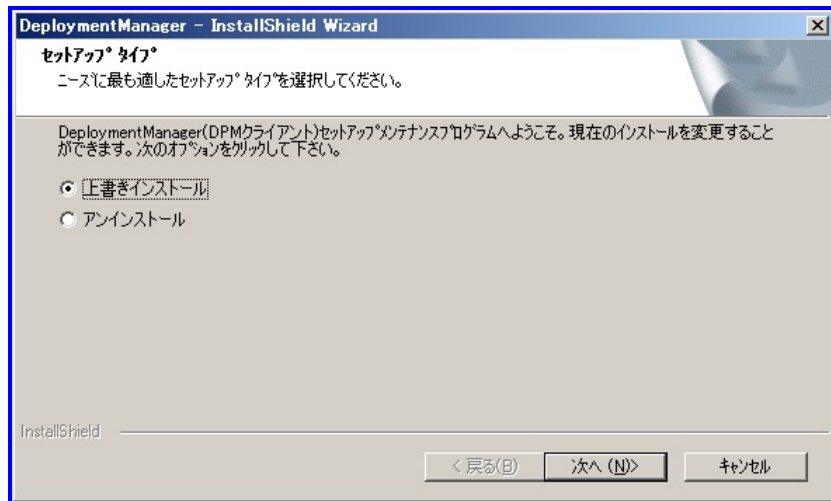 DeploymentManager - InstallShield Wizard
セットアップ タイプ
ニーズに最も適したセットアップ タイプを選択してください。
DeploymentManager(DPMクライアント)セットアップメンテナンスプログラムへようこそ。現在のインストールを変更すること
ができます。次のオプションをクリックして下さい。
上書きインストール
アンインストール
InstallShield
< 戻る(B)
次へ (N)>
キャンセル